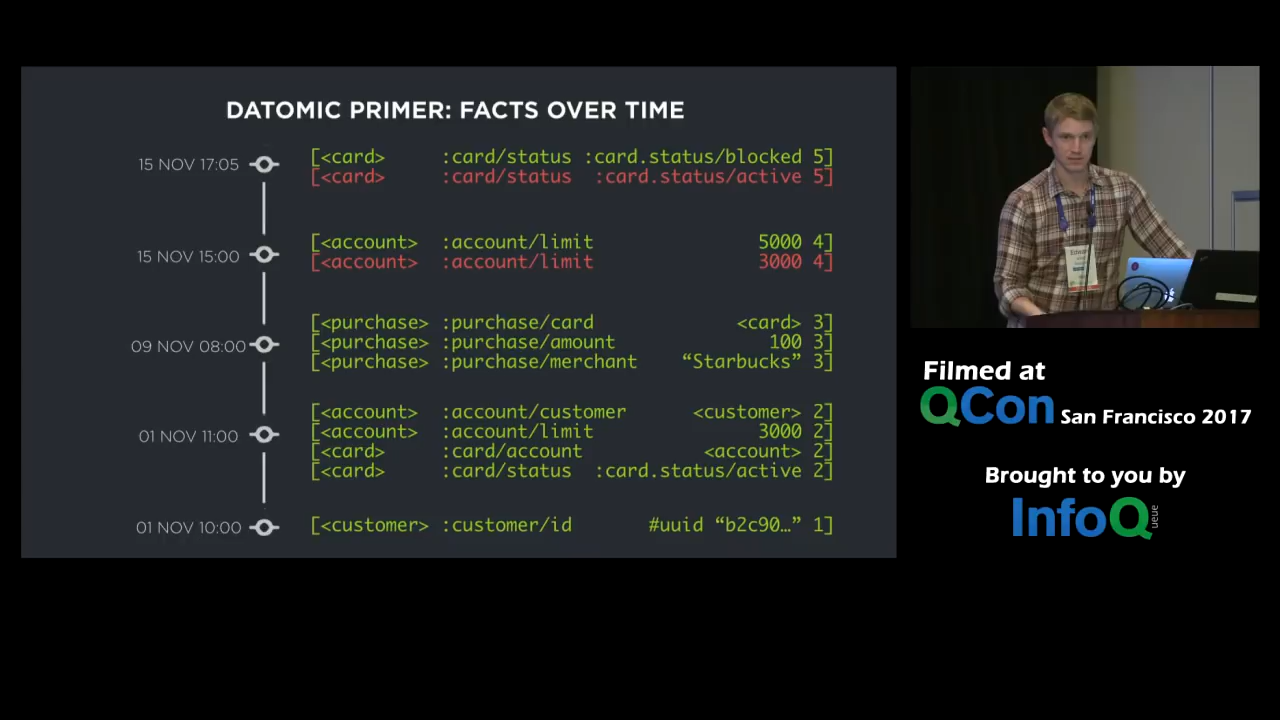 DATOMIC PRIMER: FACTS OVER TIME
15 NOV 17:05
[<card> :card/status :card.status/blocked 5]
[<card> :card/status :card.status/active 5]
15 NOV 15:00
[<account> :account/limit 5000 4]
[<account> :account/limit 3000 4]
09 NOV 08:00
[<purchase> :purchase/card <card> 3]
[<purchase> :purchase/amount 100 3]
[<purchase> :purchase/merchant “Starbucks” 3]
01 NOV 11:00
[<account> :account/customer <customer> 2]
[<account> :account/limit 3000 2]
[<card> :card/account <account> 2]
[<card> :card/status :card.status/active 2]
01 NOV 10:00
[<customer> :customer/id #uuid “b2c90…” 1]
Filmed at
QCon San Francisco 2017
Brought to you by
InfoQ
ueue